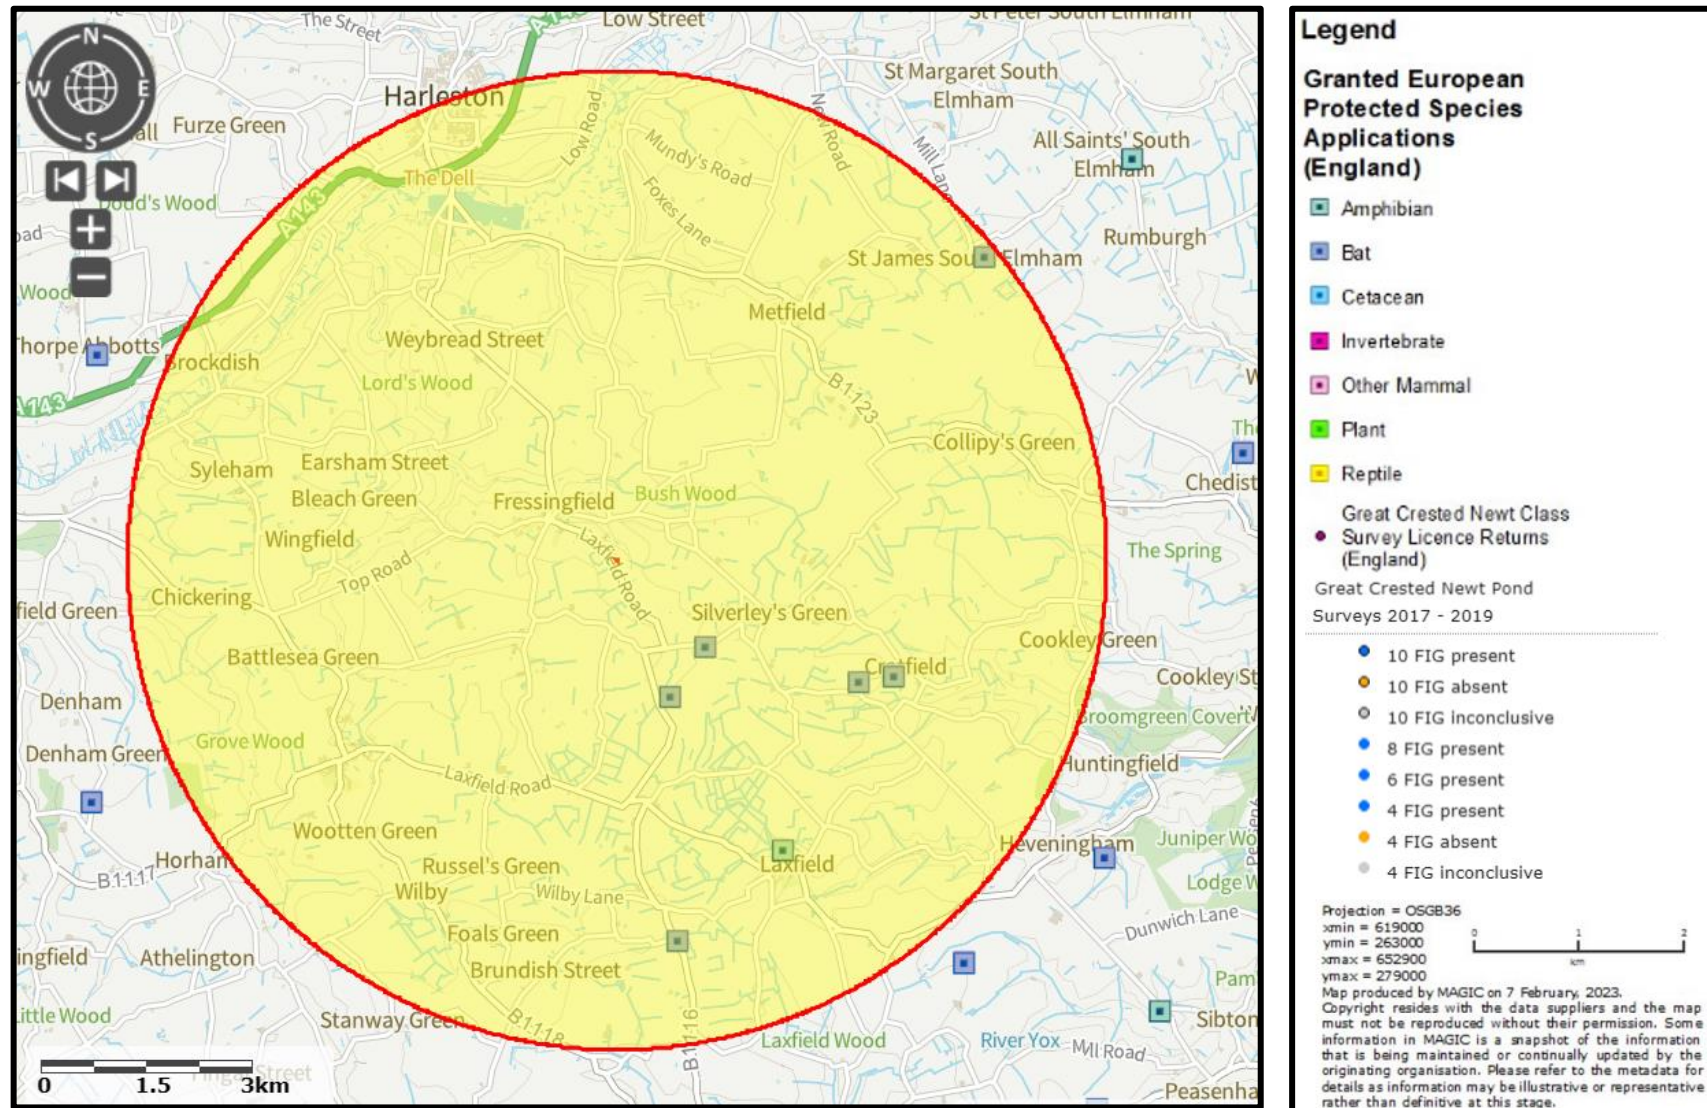 The Street
A143
Low Street
St Peter South Elmham
N
W
E
S
Harleston
St Margaret South
Elmham
Furze Green
Low Road
New Road
Mill Lane
Mundy's Road
All Saints' South
Elmham
The Dell
Foxes Lane
Dodd's Wood
A143
Rumburgh
St James Sou Elmham
Wood
Metfield
Thorpe Abbotts
Weybread Street
Brockdish
Lord's Wood
B1123
A143
Collipy's Green
Syleham
Earsham Street
Bleach Green
Fressingfield
Bush Wood
Chedist
Wingfield
The Spring
Laxfield Road
Top Road
Chickering
field Green
Silverley's Green
Cookley Green
Battlesea Green
Cratfield
Cookley St
Denham
Broomgreen Covert
Grove Wood
Denham Green
Huntingfield
Laxfield Road
Wootten Green
Heveningham
Juniper Wo
Horham
Russel's Green
Laxfield
B1117
Wilby
Wilby Lane
Lodge W
Dunwich Lane
Foals Green
ingfield
Athelington
Brundish Street
Pam
Little Wood
Stanway Green
B1118
B1116
Laxfield Wood
River Yox
Mill Road
Sibton
Street
Peasenha
0 1.5 3km
Legend
Granted European
Protected Species
Applications
(England)
Amphibian
Bat
Cetacean
Invertebrate
Other Mammal
Plant
Reptile
Great Crested Newt Class
Survey Licence Returns
(England)
Great Crested Newt Pond
Surveys 2017 - 2019
10 FIG present
10 FIG absent
10 FIG inconclusive
8 FIG present
6 FIG present
4 FIG present
4 FIG absent
4 FIG inconclusive
Projection = OSGB36
xmin = 619000
ymin = 263000
xmax = 652900
ymax = 279000
0 1 2
km
Map produced by MAGIC on 7 February, 2023.
Copyright resides with the data suppliers and the map
must not be reproduced without their permission. Some
information in MAGIC is a snapshot of the information
that is being maintained or continually updated by the
originating organisation. Please refer to the metadata for
details as information may be illustrative or representative
rather than definitive at this stage.